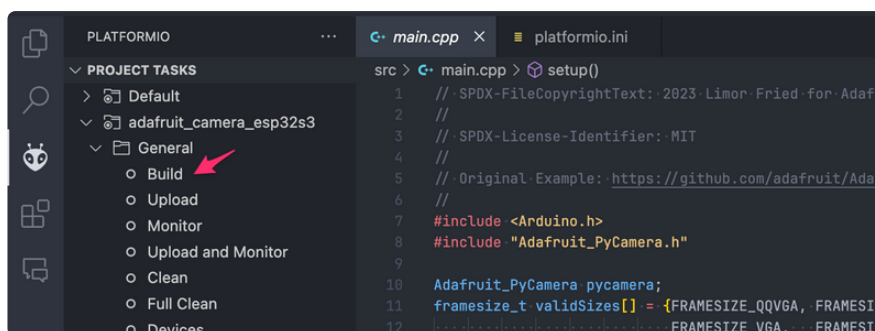 PLATFORMIO ···
PROJECT TASKS
Default
adafruit_camera_esp32s3
General
Build
Upload
Monitor
Upload and Monitor
Clean
Full Clean
Devices
main.cpp ×
platformio.ini
src > main.cpp > setup()
1 // SPDX-FileCopyrightText: 2023 Limor Fried for Adaf
2 //
3 // SPDX-License-Identifier: MIT
4 //
5 // Original Example: https://github.com/adafruit/Ada
6 //
7 #include <Arduino.h>
8 #include "Adafruit_PyCamera.h"
9
10 Adafruit_PyCamera pycamera;
11 framesize_t validSizes[] = {FRAMESIZE_QQVGA, FRAMESI
12 FRAMESIZE_VGA, FRAMESI